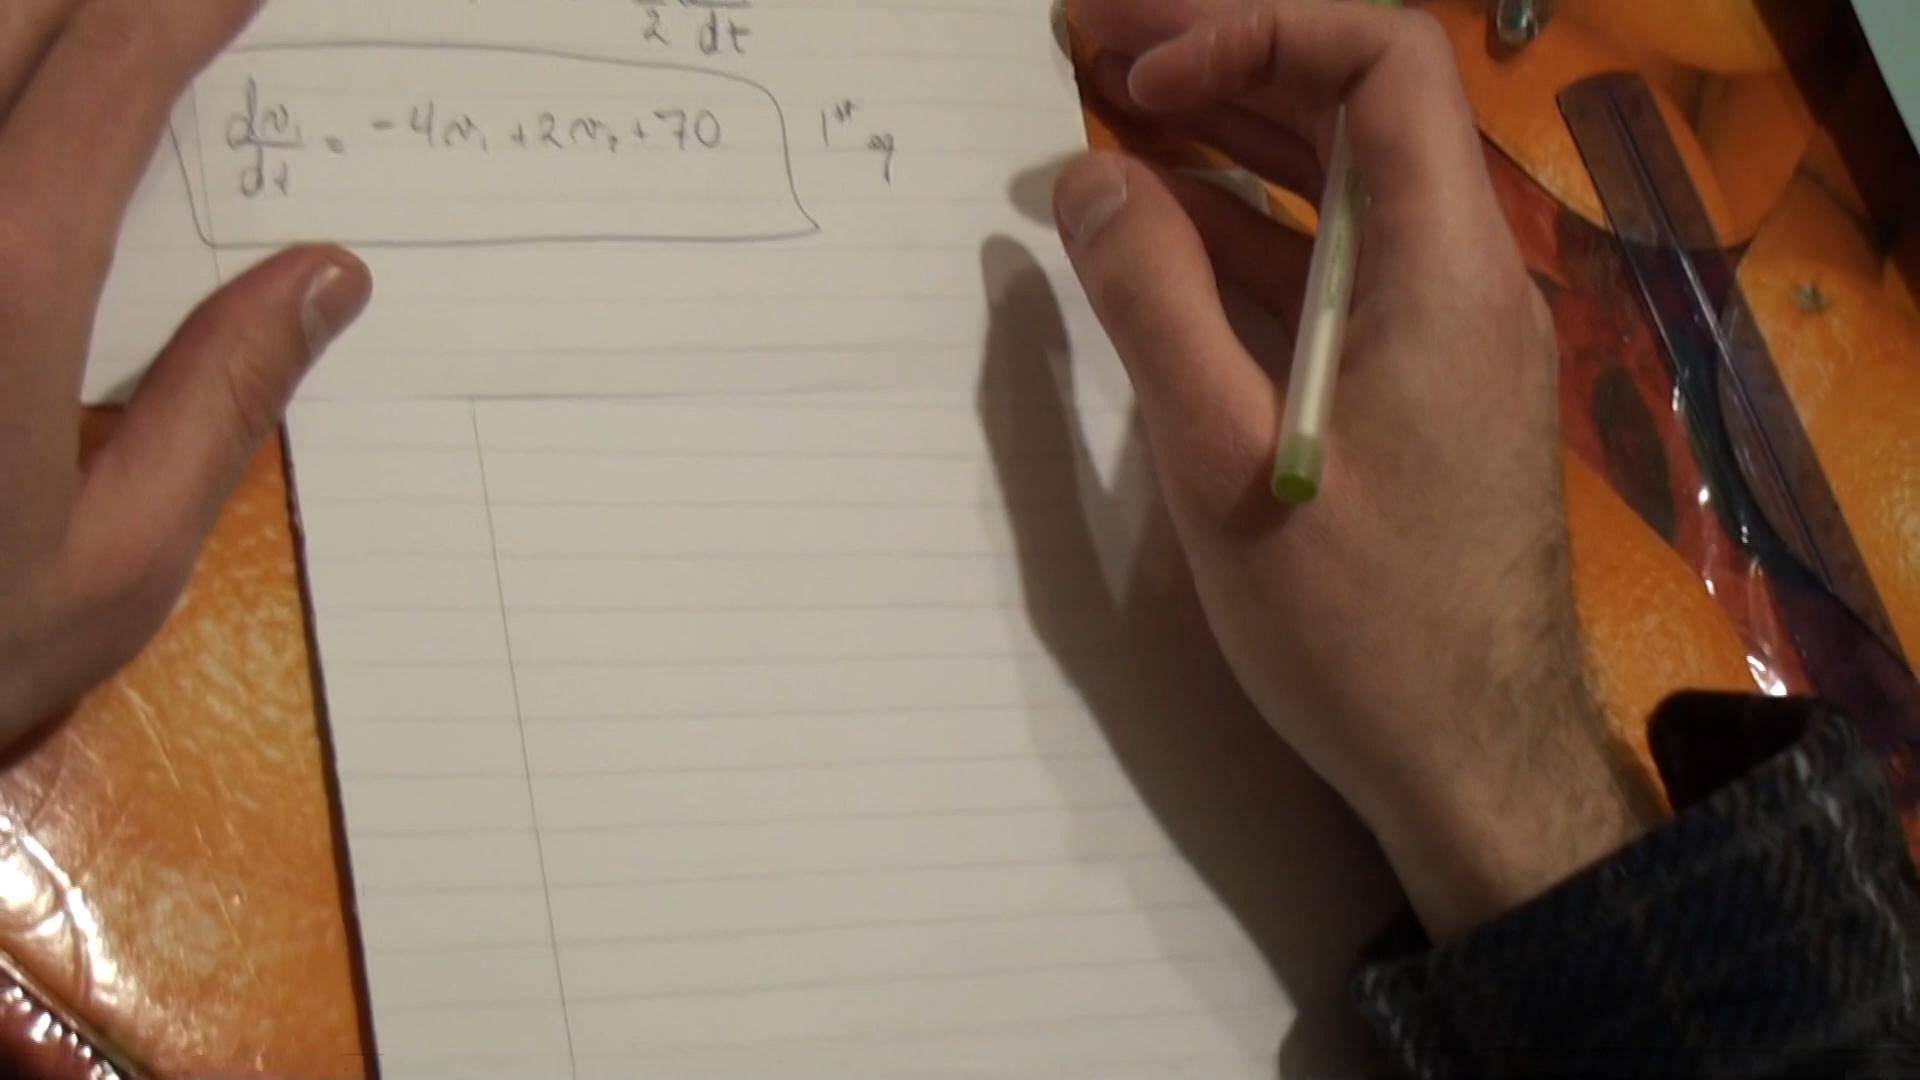 2 dt
dv₁/dt = -4v₁ + 2v₂ + 70 1st eq